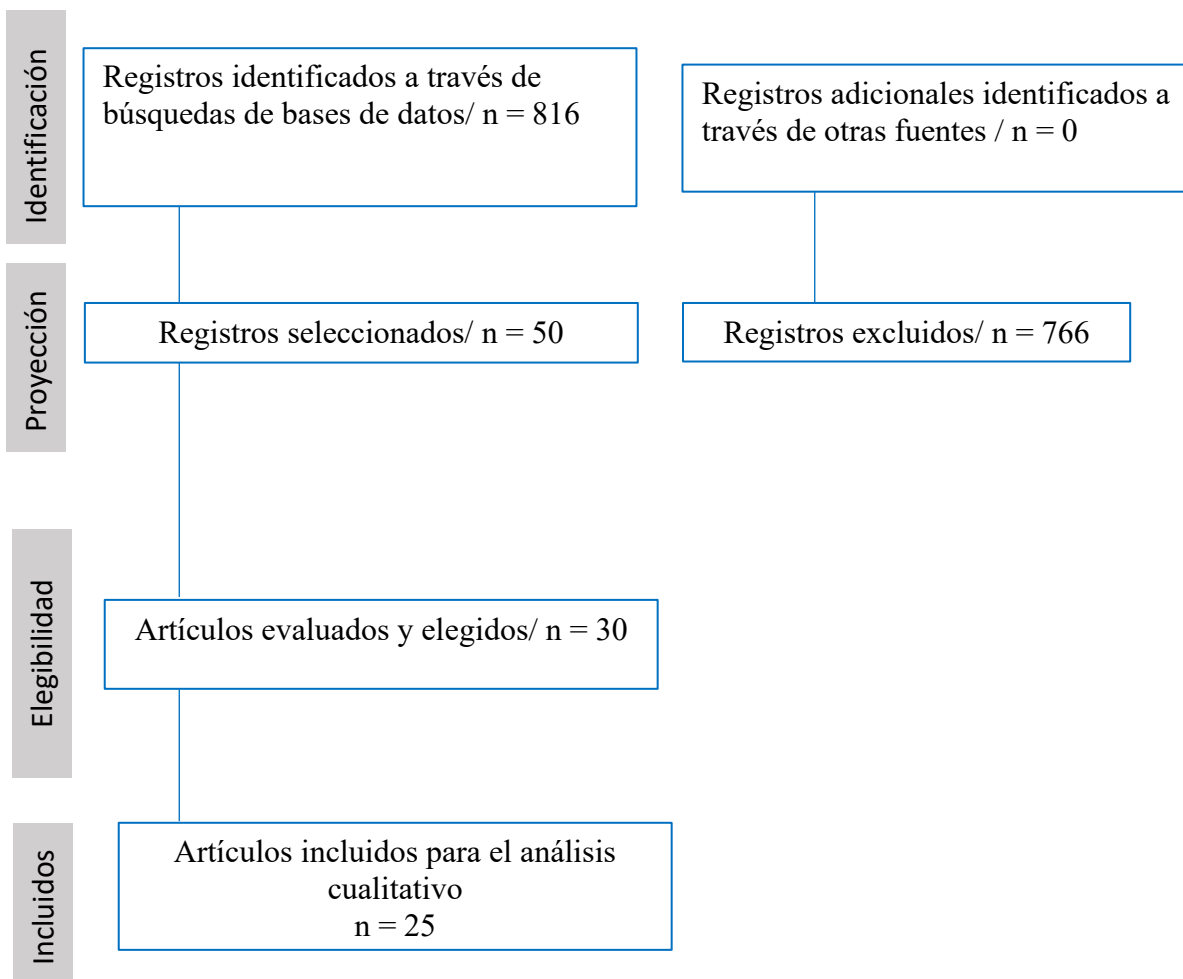 Identificación
Registros identificados a través de
búsquedas de bases de datos/ n = 816
Registros adicionales identificados a
través de otras fuentes / n = 0
Proyección
Registros seleccionados/ n = 50
Registros excluidos/ n = 766
Elegibilidad
Artículos evaluados y elegidos/ n = 30
Incluidos
Artículos incluidos para el análisis
cualitativo
n = 25